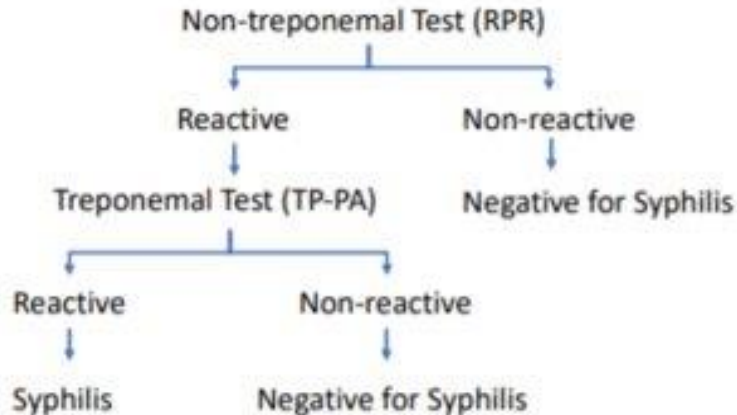 Non-treponemal Test (RPR)
Reactive
Non-reactive
Treponemal Test (TP-PA)
Negative for Syphilis
Reactive
Non-reactive
Syphilis
Negative for Syphilis